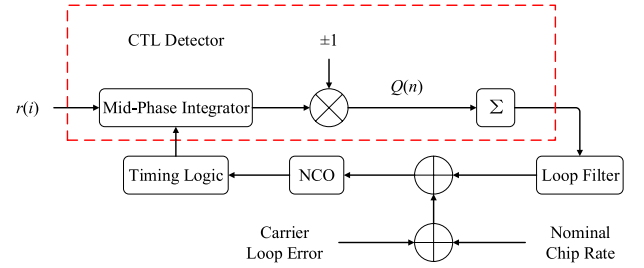 CTL Detector
±1
r(i)
Mid-Phase Integrator
Q(n)
Σ
Timing Logic
NCO
Loop Filter
Carrier
Loop Error
Nominal
Chip Rate